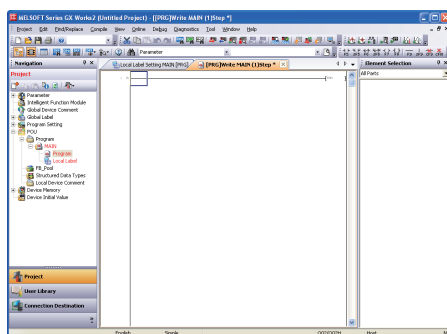 MELSOFT Series GX Works2 (Untitled Project) - [[PRG]Write MAIN (1)Step *]
Project Edit Find/Replace Compile View Online Debug Diagnostics Tool Window Help
Parameter
Navigation
Local Label Setting MAIN [PRG]
[PRG]Write MAIN (1)Step *
Element Selection
Project
All Parts
Parameter
Intelligent Function Module
Global Device Comment
Global Label
Program Setting
POU
Program
MAIN
Program
Local Label
FB_Pool
Structured Data Types
Local Device Comment
Device Memory
Device Initial Value
Project
User Library
Connection Destination
English
Simple
Q02/Q02H
Host